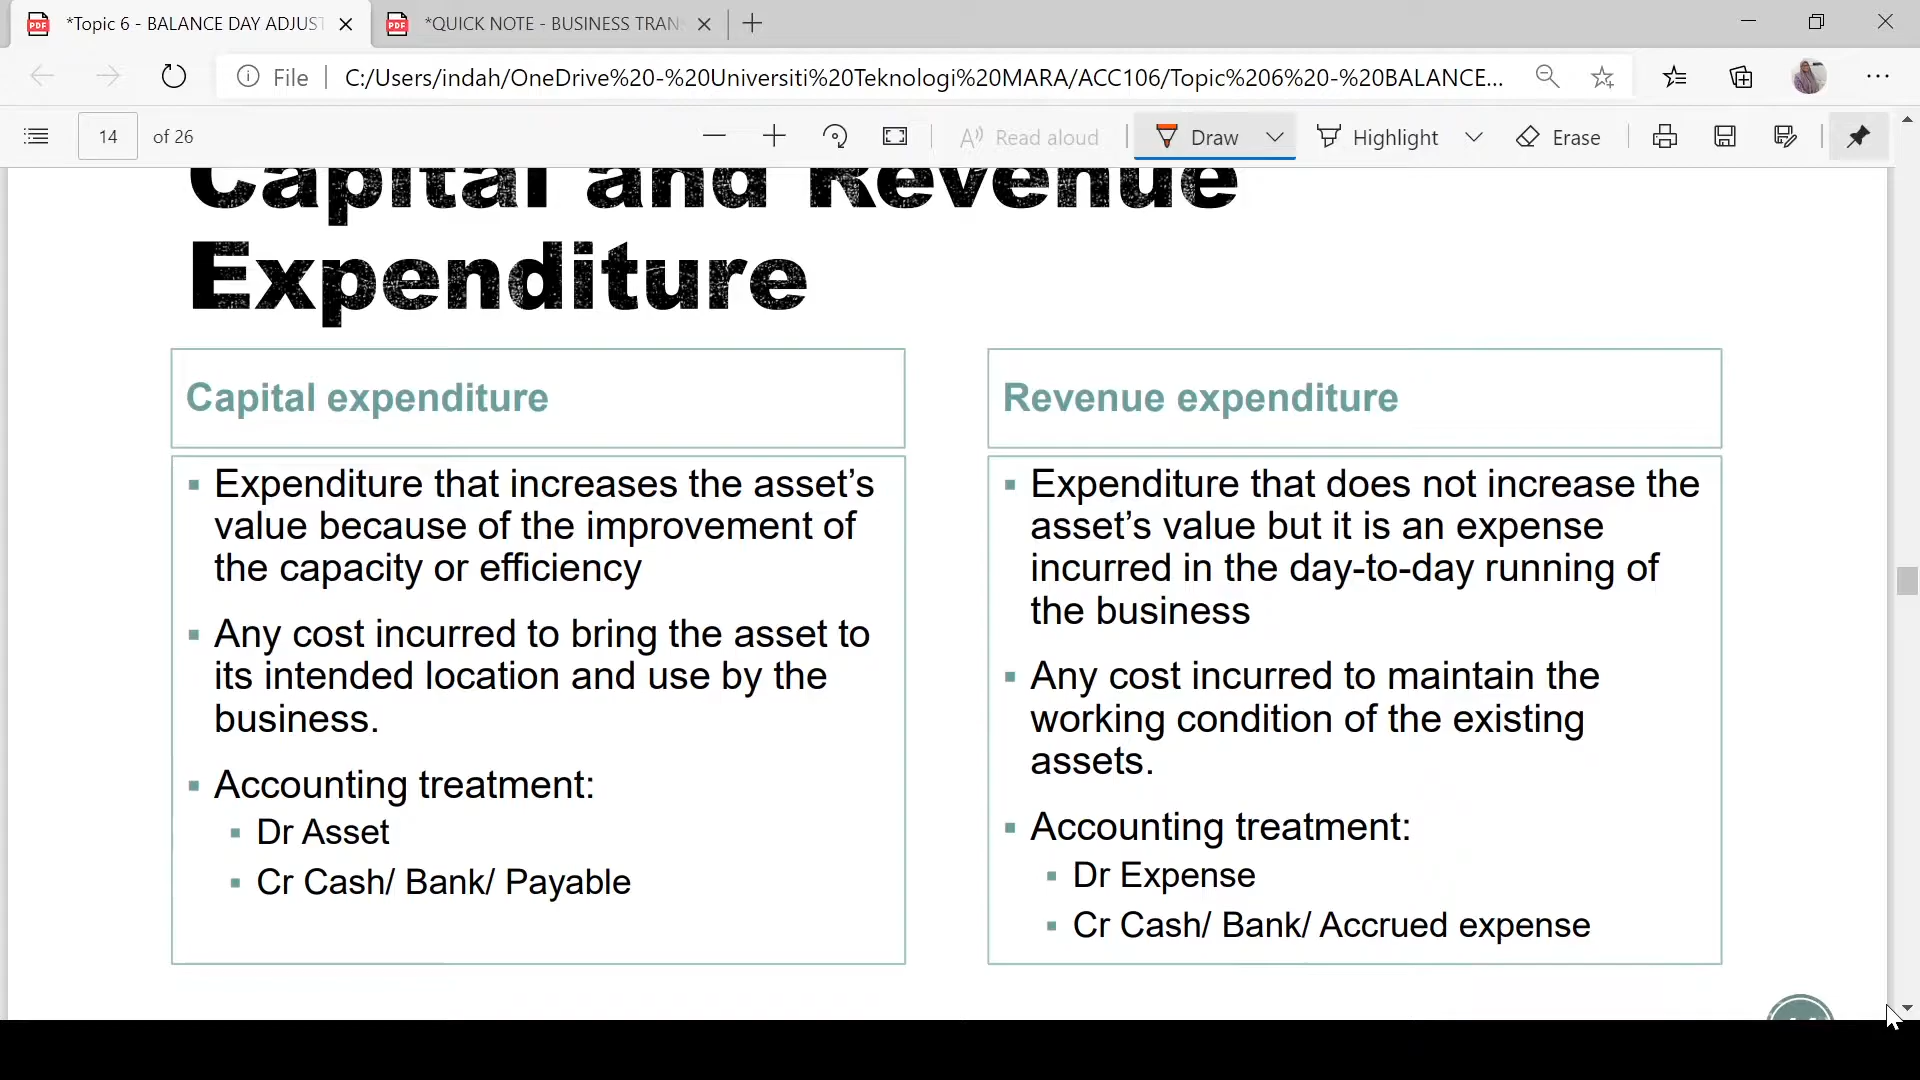 *Topic 6 - BALANCE DAY ADJUST
*QUICK NOTE - BUSINESS TRAN
File
C:/Users/indah/OneDrive%20-%20Universiti%20Teknologi%20MARA/ACC106/Topic%206%20-%20BALANCE...
14 of 26
Read aloud
Draw
Highlight
Erase
Capital and Revenue
Expenditure
Capital expenditure
Expenditure that increases the asset’s
value because of the improvement of
the capacity or efficiency
Any cost incurred to bring the asset to
its intended location and use by the
business.
Accounting treatment:
Dr Asset
Cr Cash/ Bank/ Payable
Revenue expenditure
Expenditure that does not increase the
asset’s value but it is an expense
incurred in the day-to-day running of
the business
Any cost incurred to maintain the
working condition of the existing
assets.
Accounting treatment:
Dr Expense
Cr Cash/ Bank/ Accrued expense